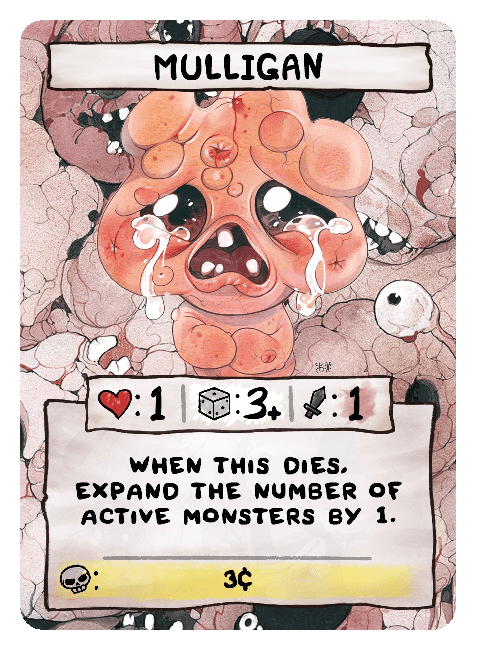 MULLIGAN
:1 :3+ :1
WHEN THIS DIES,
EXPAND THE NUMBER OF
ACTIVE MONSTERS BY 1.
: 3¢